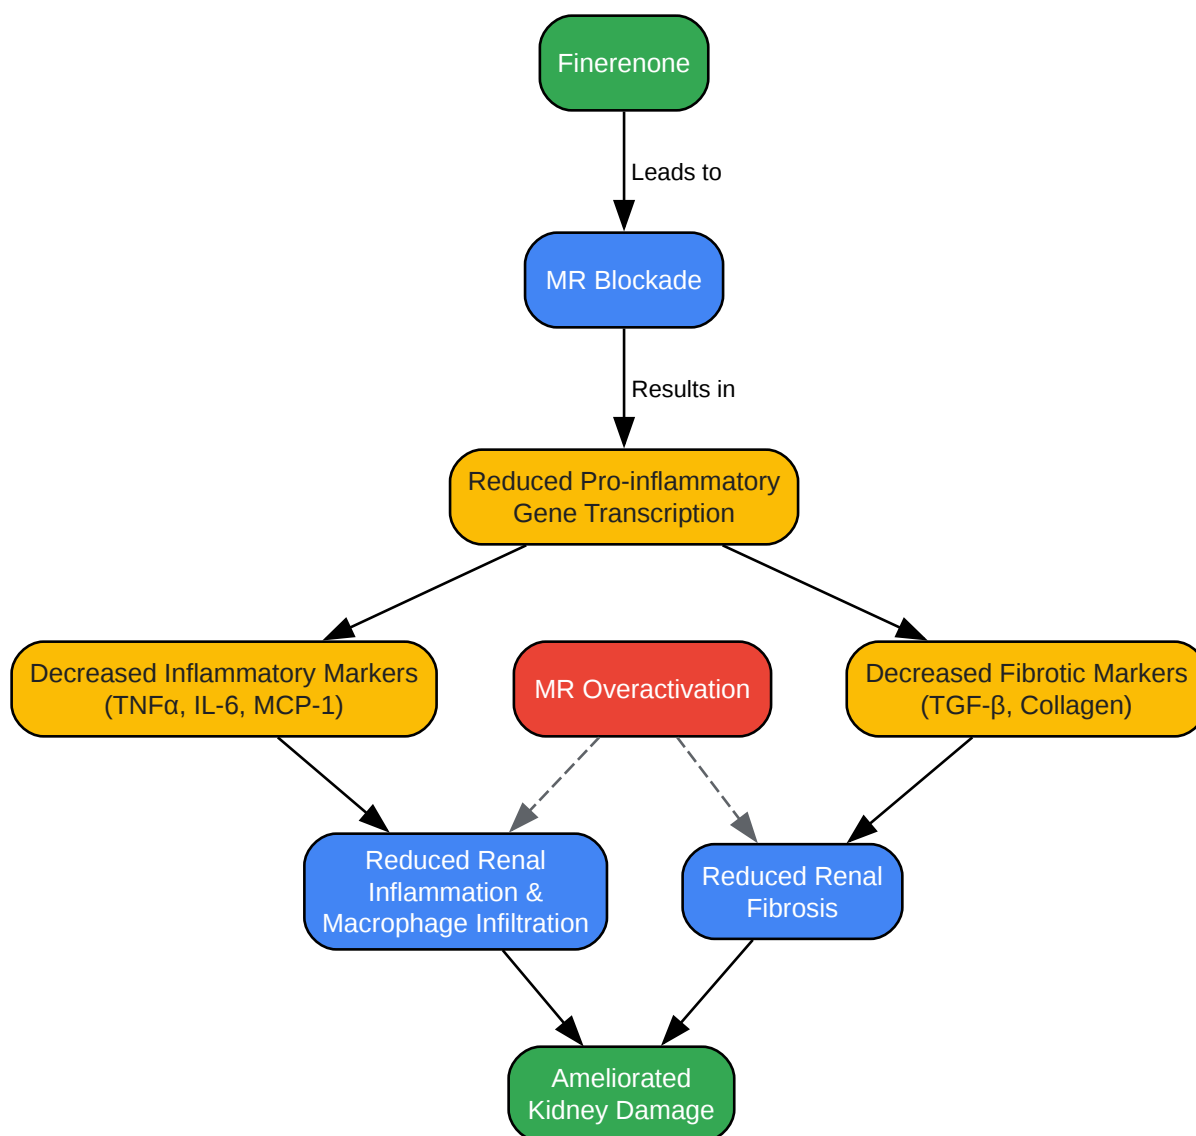 Finerenone
Leads to
MR Blockade
Results in
Reduced Pro-inflammatory
Gene Transcription
Decreased Inflammatory Markers
(TNFα, IL-6, MCP-1)
MR Overactivation
Decreased Fibrotic Markers
(TGF-β, Collagen)
Reduced Renal
Inflammation &
Macrophage Infiltration
Reduced Renal
Fibrosis
Ameliorated
Kidney Damage